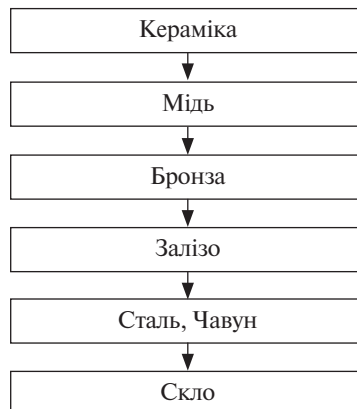 Кераміка
Мідь
Бронза
Залізо
Сталь, Чавун
Скло